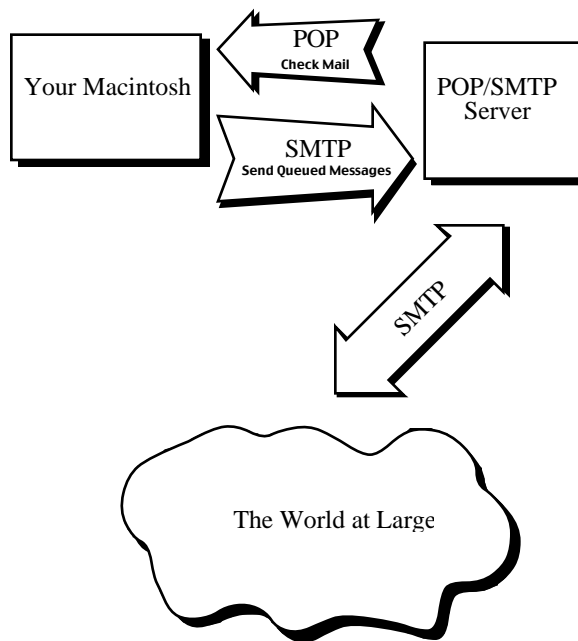 POP
Check Mail
Your Macintosh
POP/SMTP
Server
SMTP
Send Queued Messages
SMTP
The World at Large